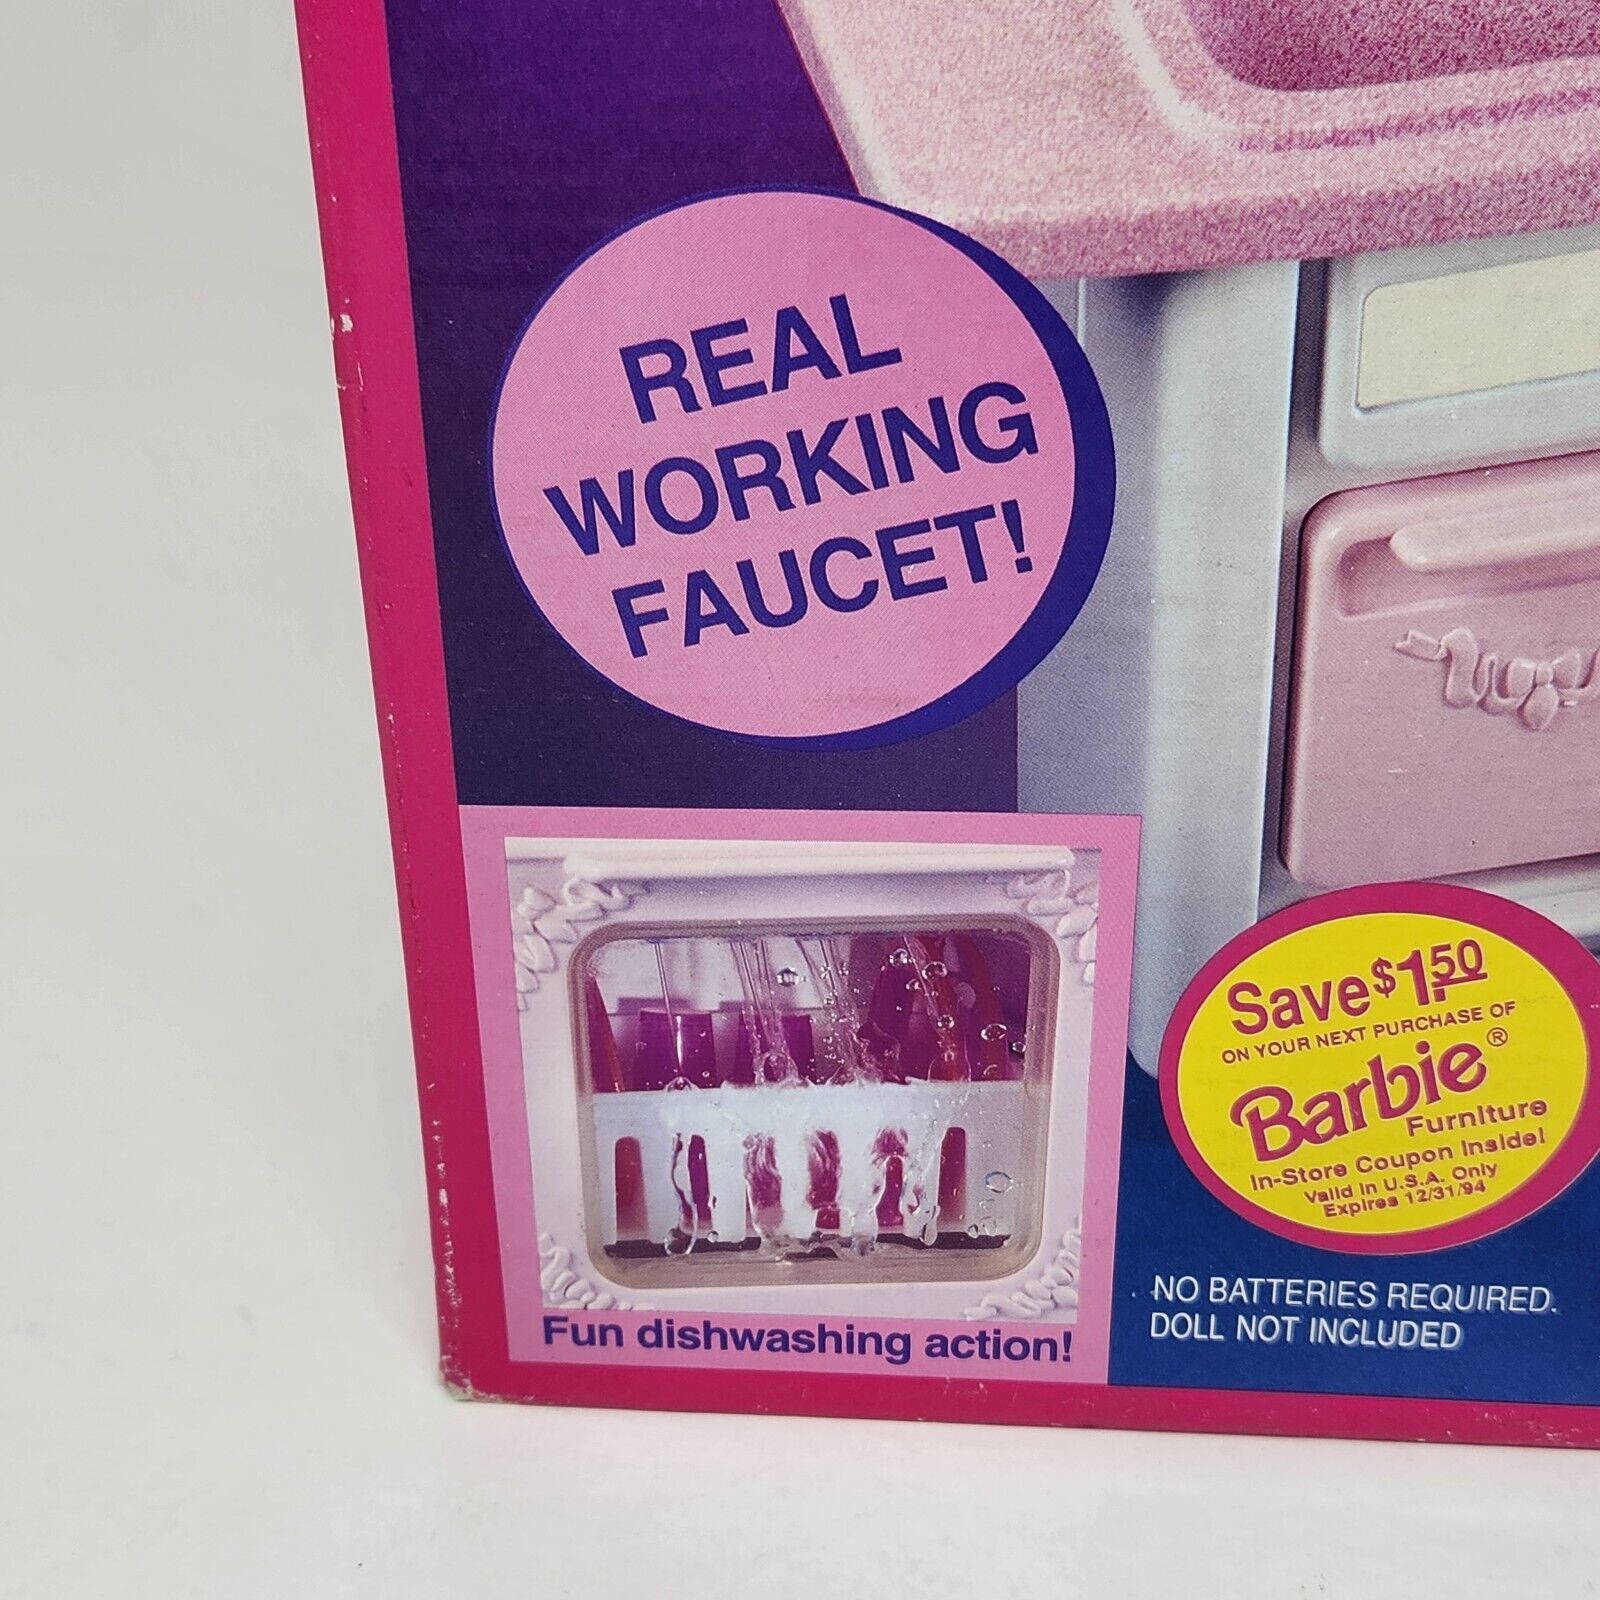 REAL
WORKING
FAUCET!
Fun dishwashing action!
Save $1.50
ON YOUR NEXT PURCHASE OF
Barbie®
Furniture
In-Store Coupon Inside!
Valid in U.S.A. Only
Expires 12/31/94
NO BATTERIES REQUIRED.
DOLL NOT INCLUDED